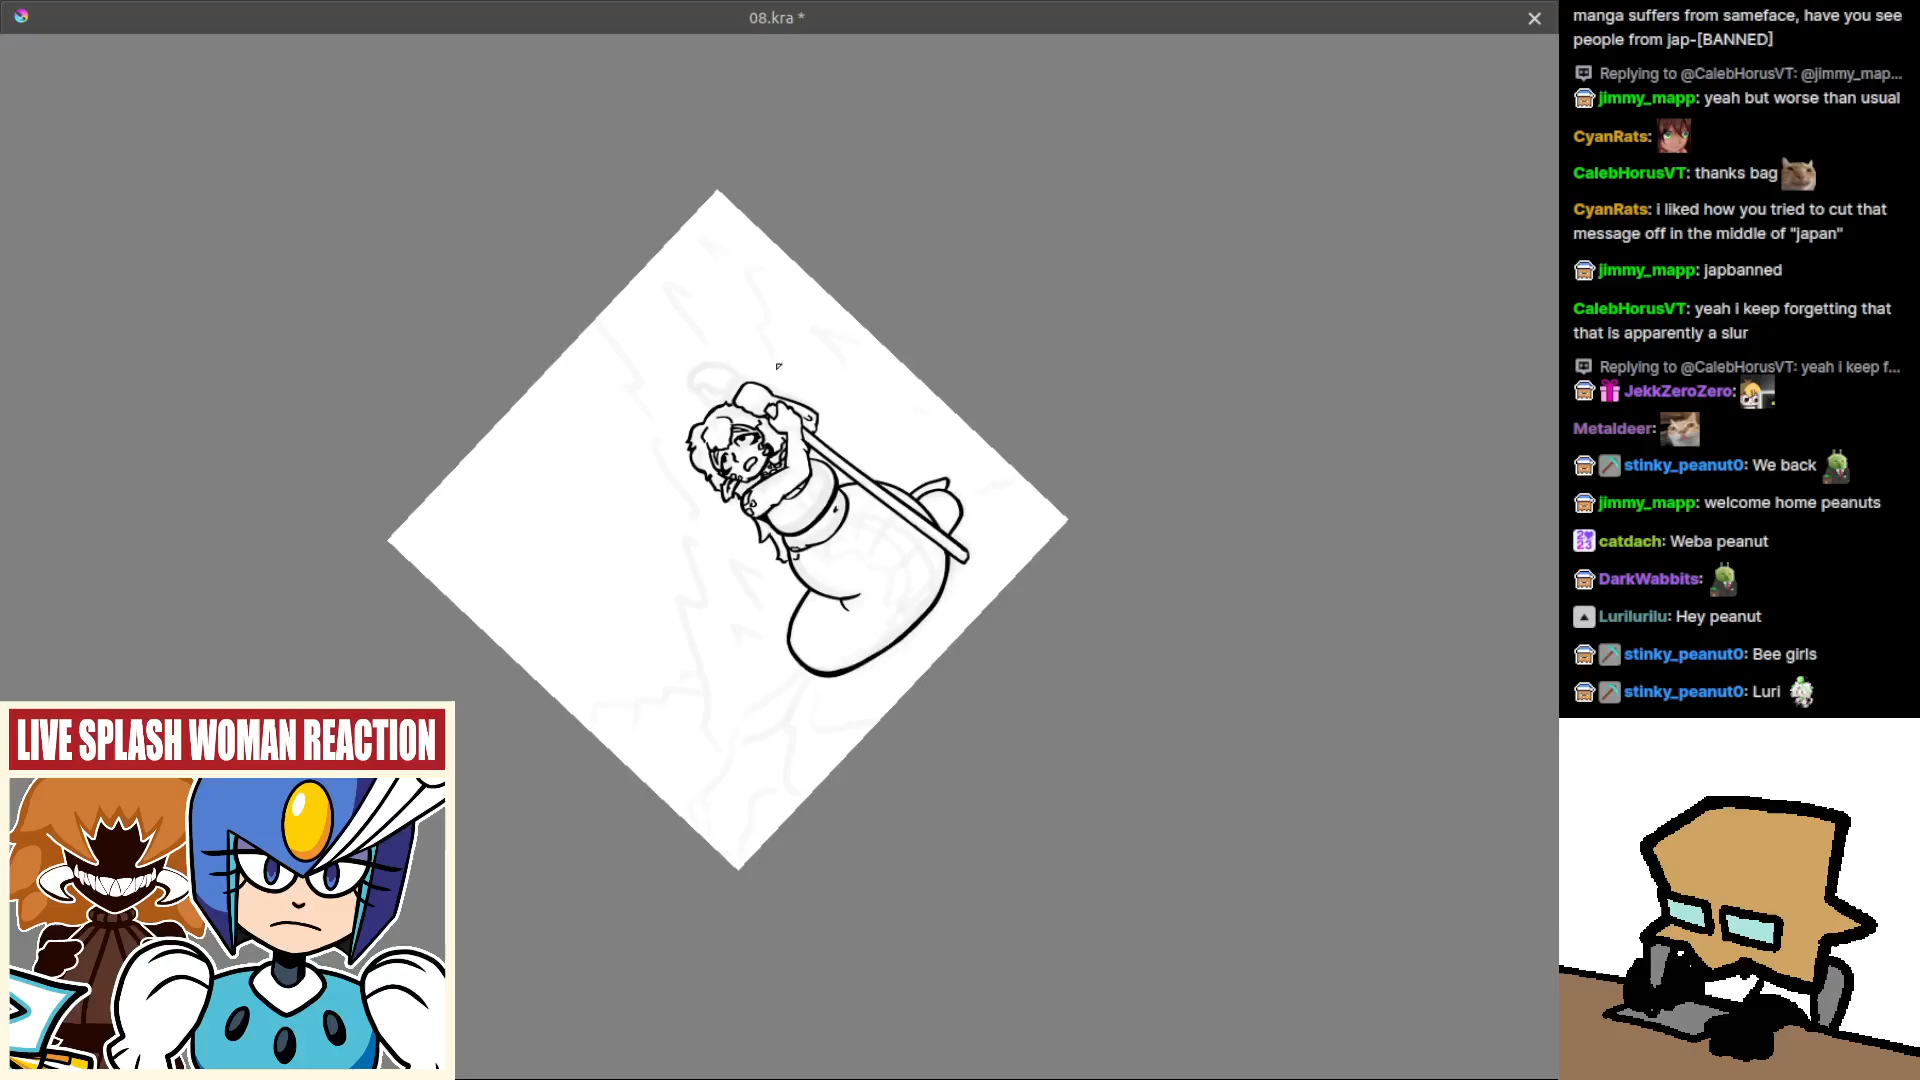 08.kra *
manga suffers from sameface, have you see
people from jap-[BANNED]
Replying to @CalebHorusVT: @jimmy_map...
jimmy_mapp: yeah but worse than usual
CyanRats:
CalebHorusVT: thanks bag
CyanRats: i liked how you tried to cut that
message off in the middle of "japan"
jimmy_mapp: japbanned
CalebHorusVT: yeah i keep forgetting that
that is apparently a slur
Replying to @CalebHorusVT: yeah i keep f...
JekkZeroZero:
Metaldeer:
stinky_peanut0: We back
jimmy_mapp: welcome home peanuts
2023 catdach: Weba peanut
DarkWabbits:
Lurilurilu: Hey peanut
stinky_peanut0: Bee girls
stinky_peanut0: Luri
LIVE SPLASH WOMAN REACTION